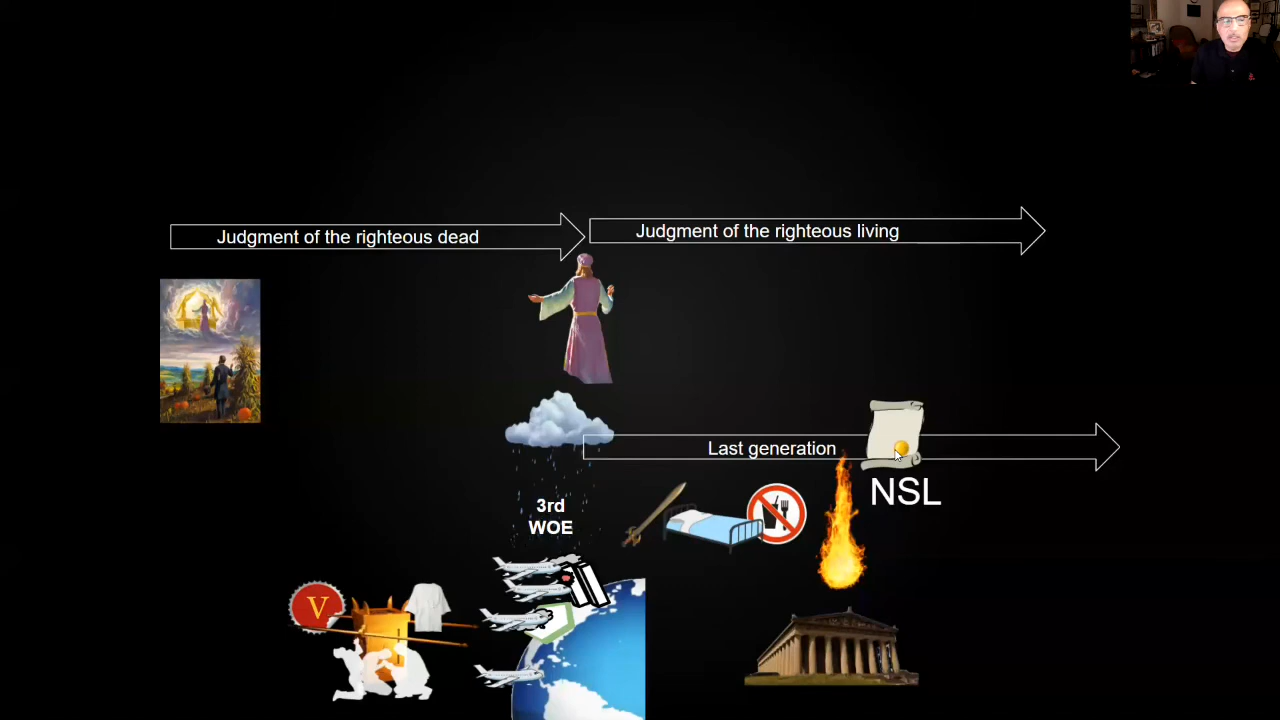 Judgment of the righteous dead
Judgment of the righteous living
Last generation
NSL
3rd
WOE
V